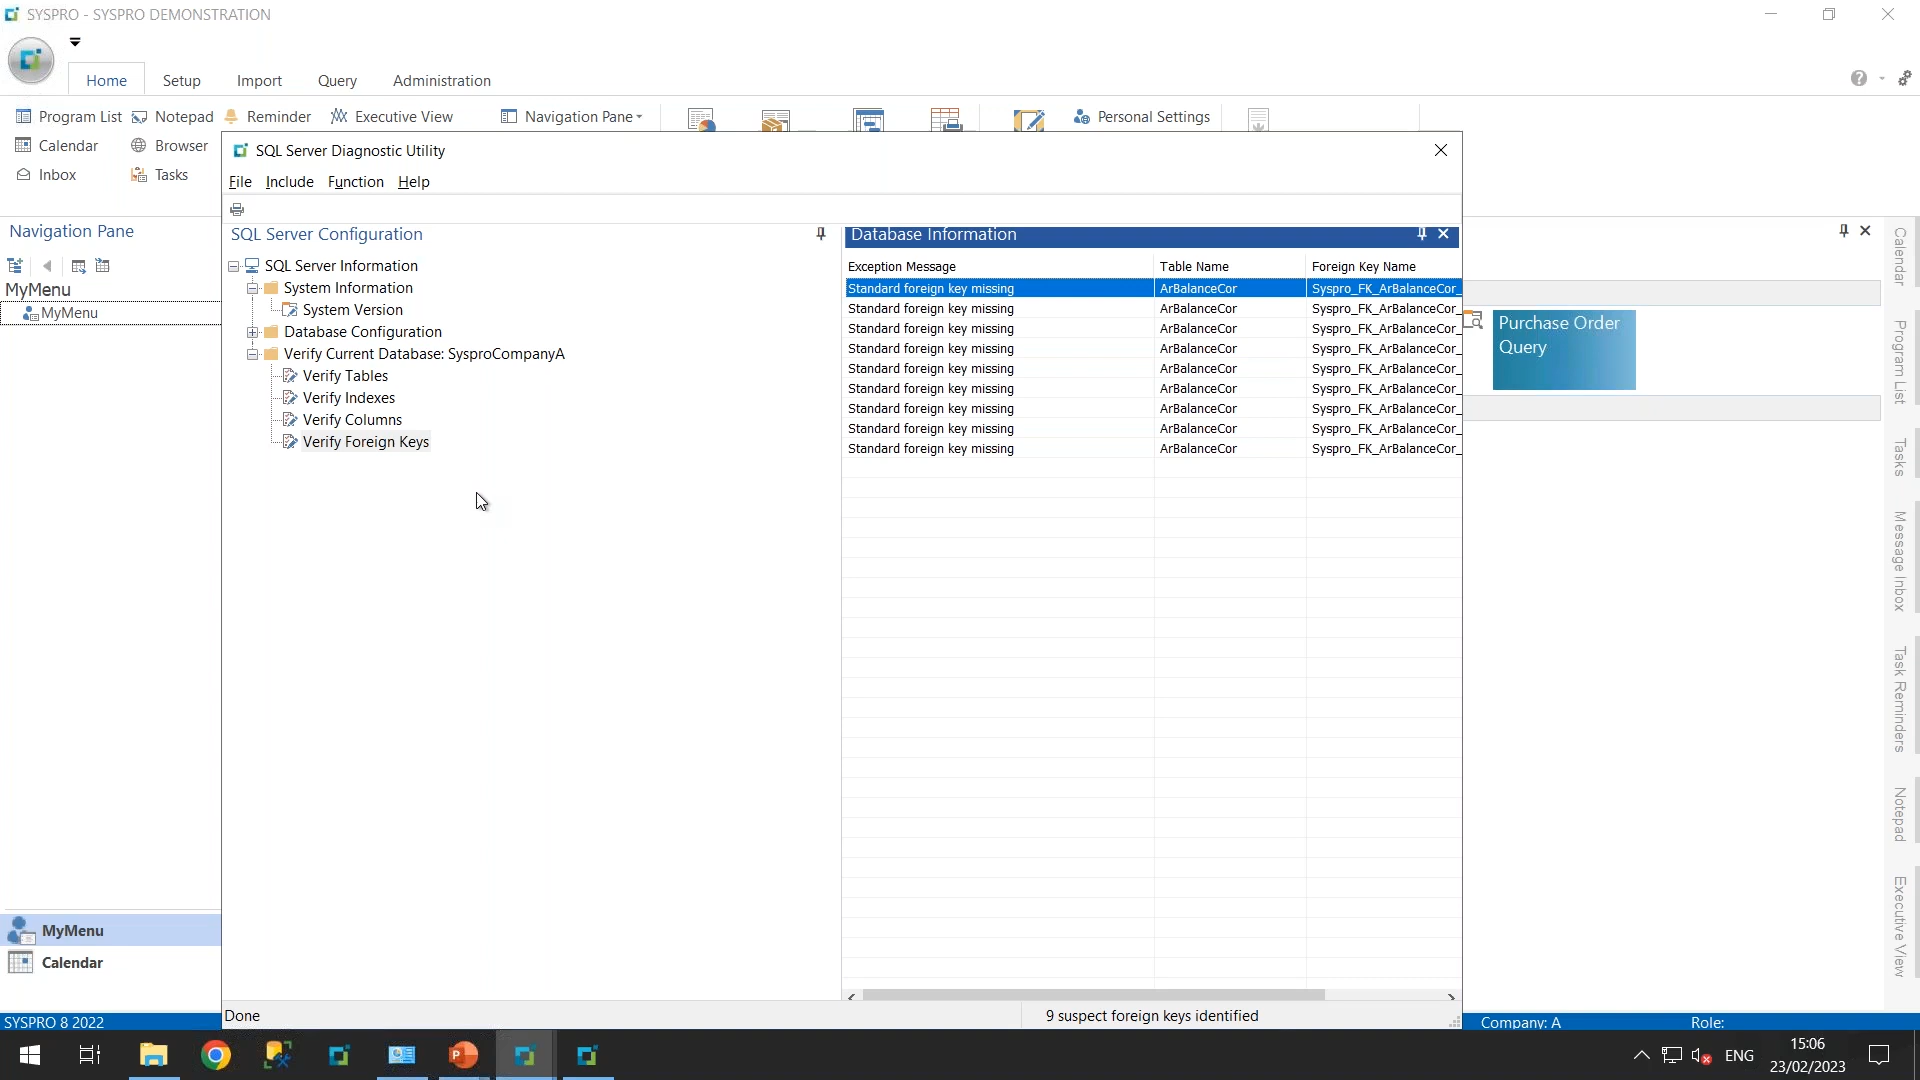 SYSPRO - SYSPRO DEMONSTRATION
Home Setup Import Query Administration
Program List Notepad Reminder Executive View Navigation Pane Personal Settings
Calendar Browser
Inbox Tasks
SQL Server Diagnostic Utility
File Include Function Help
Navigation Pane
MyMenu
MyMenu
SQL Server Configuration
SQL Server Information
System Information
System Version
Database Configuration
Verify Current Database: SysproCompanyA
Verify Tables
Verify Indexes
Verify Columns
Verify Foreign Keys
Database Information
Exception Message Table Name Foreign Key Name
Standard foreign key missing ArBalanceCor Syspro_FK_ArBalanceCor_
Standard foreign key missing ArBalanceCor Syspro_FK_ArBalanceCor_
Standard foreign key missing ArBalanceCor Syspro_FK_ArBalanceCor_
Standard foreign key missing ArBalanceCor Syspro_FK_ArBalanceCor_
Standard foreign key missing ArBalanceCor Syspro_FK_ArBalanceCor_
Standard foreign key missing ArBalanceCor Syspro_FK_ArBalanceCor_
Standard foreign key missing ArBalanceCor Syspro_FK_ArBalanceCor_
Standard foreign key missing ArBalanceCor Syspro_FK_ArBalanceCor_
Standard foreign key missing ArBalanceCor Syspro_FK_ArBalanceCor_
Purchase Order
Query
Calendar
Program List
Tasks
Message Inbox
Task Reminders
Notepad
Executive View
MyMenu
Calendar
Done 9 suspect foreign keys identified
SYSPRO 8 2022 Company: A Role:
ENG
15:06
23/02/2023